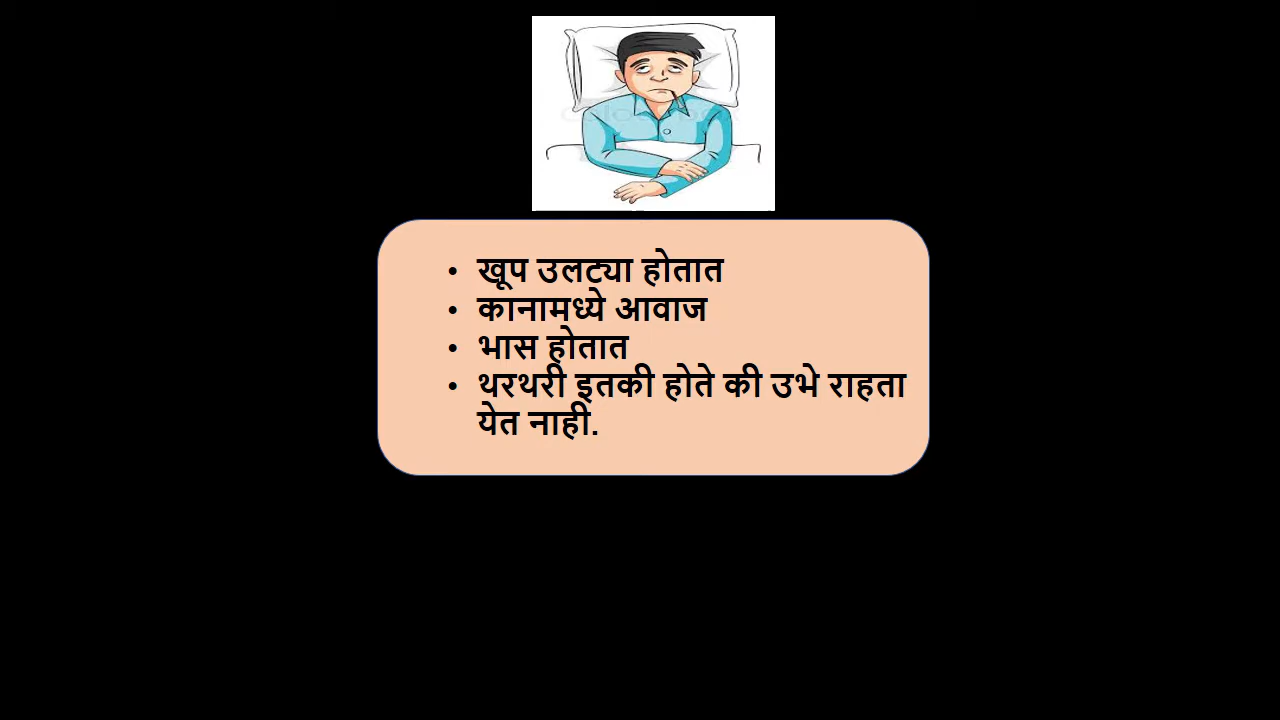 • खूप उलट्या होतात
• कानामध्ये आवाज
• भास होतात
• थरथरी इतकी होते की उभे राहता
येत नाही.